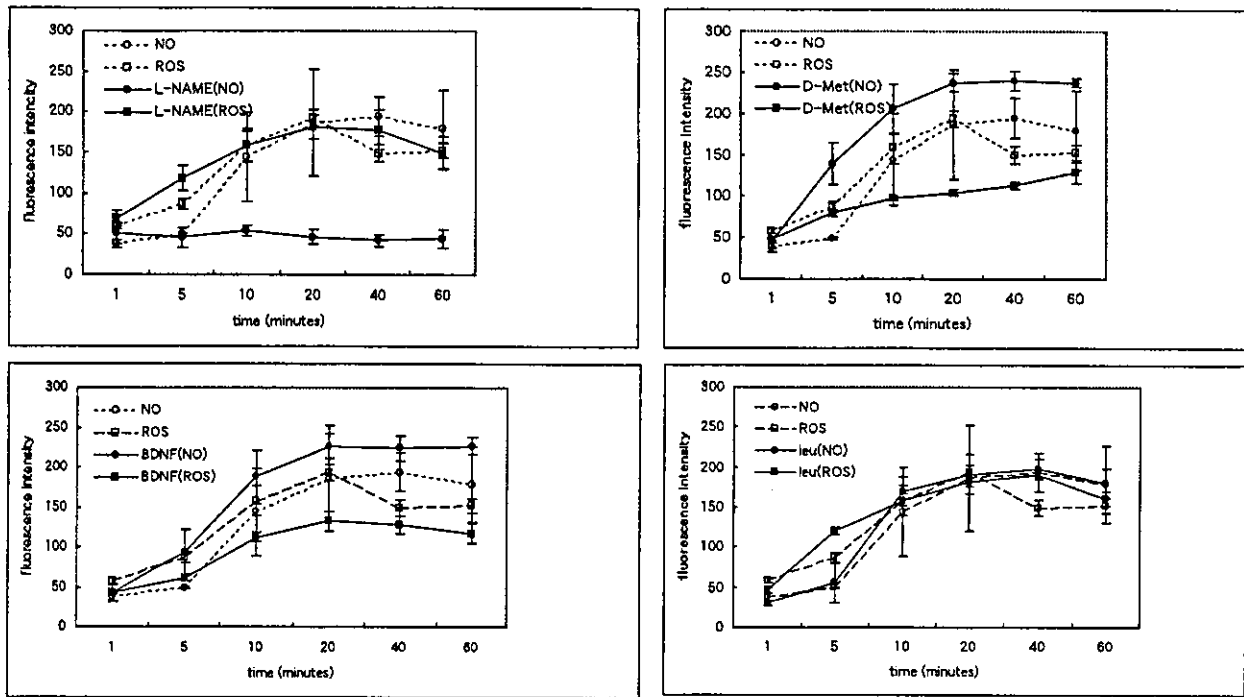 300
250
200
150
100
50
0
fluorescence intencity
NO
ROS
L-NAME(NO)
L-NAME(ROS)
1 5 10 20 40 60
time (minutes)
300
250
200
150
100
50
0
fluorescence intensity
NO
ROS
D-Met(NO)
D-Met(ROS)
1 5 10 20 40 60
time (minutes)
300
250
200
150
100
50
0
fluorescence intensity
NO
ROS
BDNF(NO)
BDNF(ROS)
1 5 10 20 40 60
time (minutes)
300
250
200
150
100
50
0
fluorescence intensity
NO
ROS
leu(NO)
leu(ROS)
1 5 10 20 40 60
time (minutes)